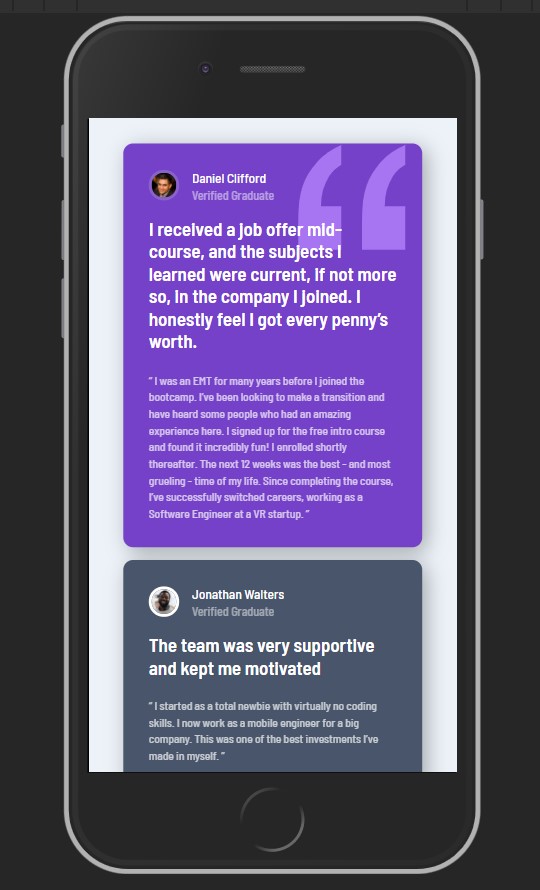 Daniel Clifford
Verified Graduate
I received a job offer mid-
course, and the subjects I
learned were current, if not more
so, in the company I joined. I
honestly feel I got every penny’s
worth.
“ I was an EMT for many years before I joined the
bootcamp. I’ve been looking to make a transition and
have heard some people who had an amazing
experience here. I signed up for the free intro course
and found it incredibly fun! I enrolled shortly
thereafter. The next 12 weeks was the best - and most
grueling - time of my life. Since completing the course,
I’ve successfully switched careers, working as a
Software Engineer at a VR startup. ”
Jonathan Walters
Verified Graduate
The team was very supportive
and kept me motivated
“ I started as a total newbie with virtually no coding
skills. I now work as a mobile engineer for a big
company. This was one of the best investments I’ve
made in myself. ”